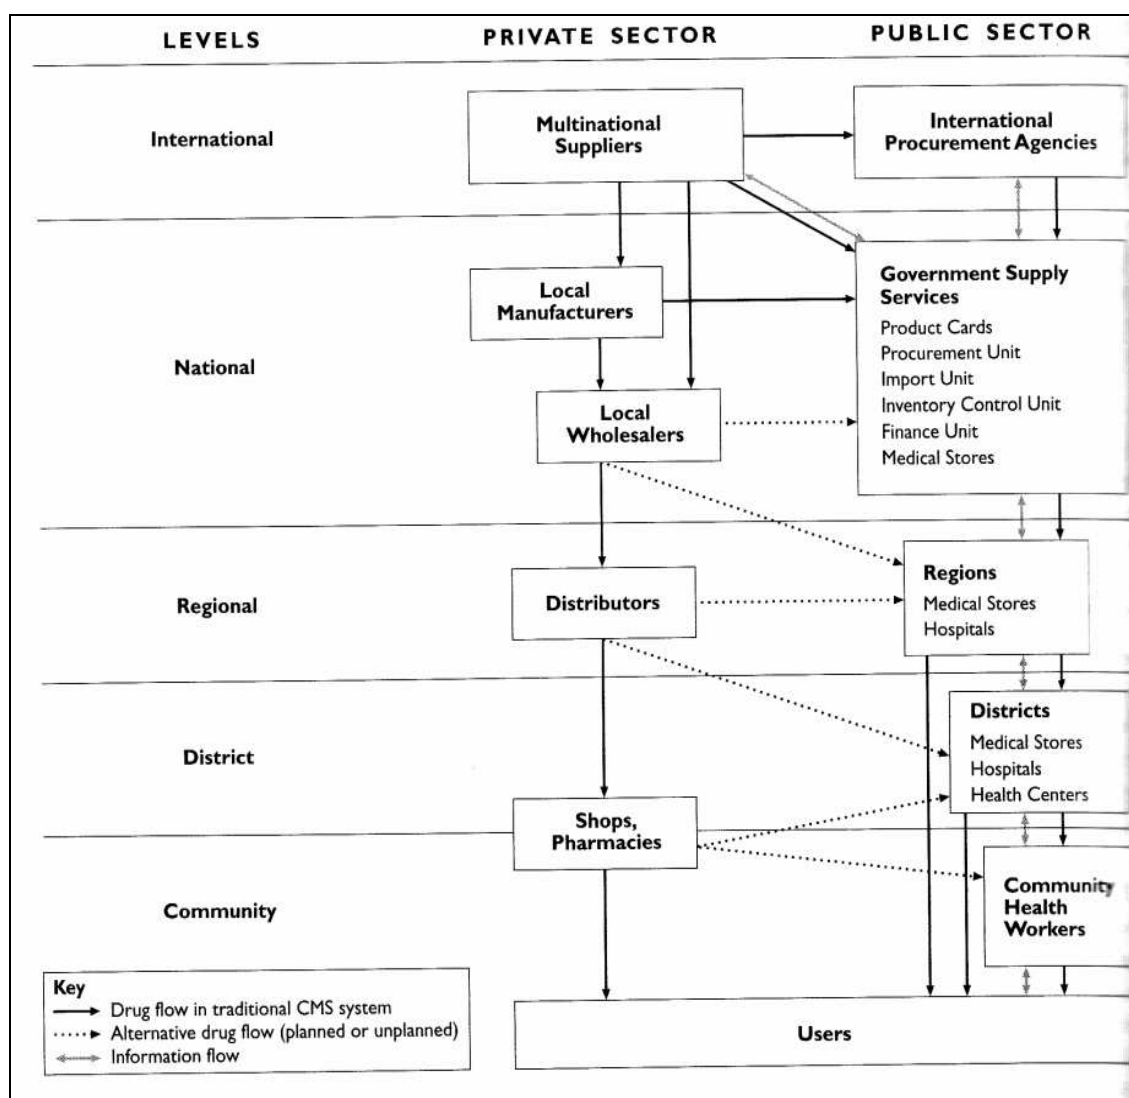 LEVELS
PRIVATE SECTOR
PUBLIC SECTOR
International
Multinational
Suppliers
International
Procurement Agencies
National
Local
Manufacturers
Government Supply
Services
Product Cards
Procurement Unit
Import Unit
Inventory Control Unit
Finance Unit
Medical Stores
Local
Wholesalers
Regional
Distributors
Regions
Medical Stores
Hospitals
District
Districts
Medical Stores
Hospitals
Health Centers
Shops,
Pharmacies
Community
Community
Health
Workers
Key
Drug flow in traditional CMS system
Alternative drug flow (planned or unplanned)
Information flow
Users